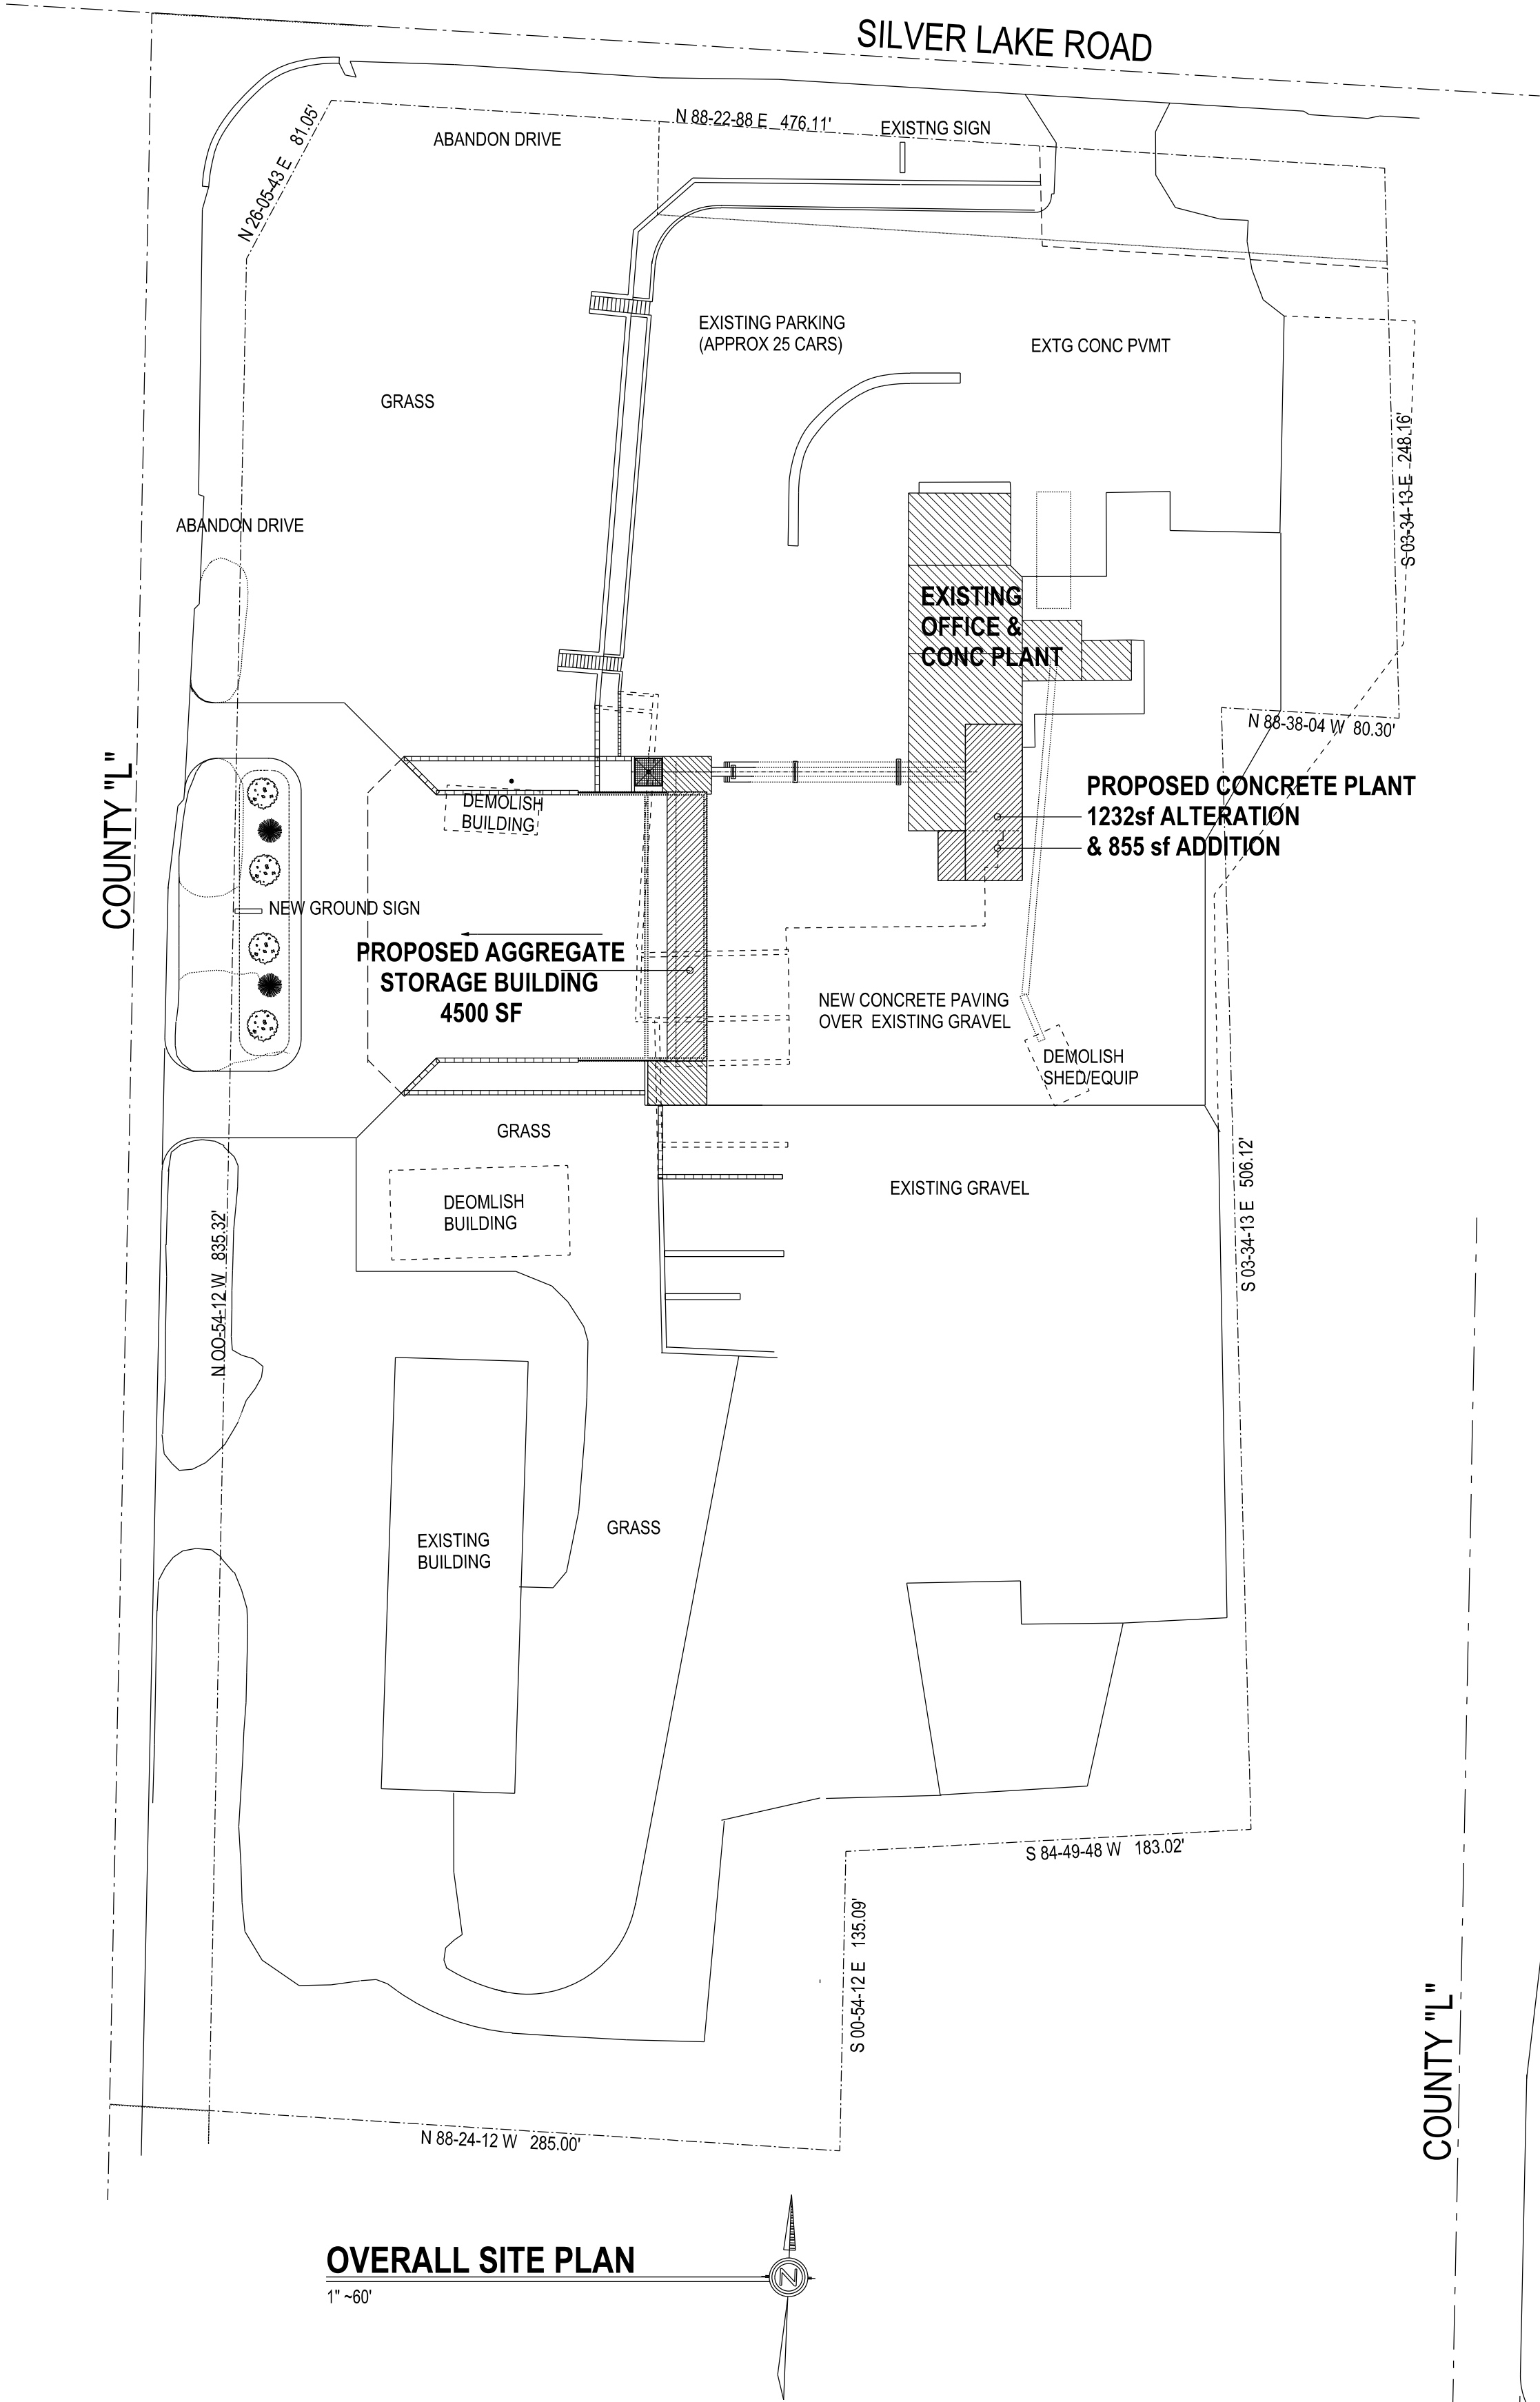 SILVER LAKE ROAD
N 88-22-88 E 476.11'
EXISTNG SIGN
ABANDON DRIVE
N 26-05-43 E 81.05'
EXISTING PARKING
(APPROX 25 CARS)
EXTG CONC PVMT
GRASS
S 03-34-13 E 248.16'
ABANDON DRIVE
EXISTING
OFFICE &
CONC PLANT
N 88-38-04 W 80.30'
COUNTY "L"
DEMOLISH
BUILDING
PROPOSED CONCRETE PLANT
1232sf ALTERATION
& 855 sf ADDITION
NEW GROUND SIGN
PROPOSED AGGREGATE
STORAGE BUILDING
4500 SF
NEW CONCRETE PAVING
OVER EXISTING GRAVEL
DEMOLISH
SHED/EQUIP
GRASS
EXISTING GRAVEL
DEOMLISH
BUILDING
N OO-54-12 W 835.32'
S 03-34-13 E 506.12'
EXISTING
BUILDING
GRASS
S 84-49-48 W 183.02'
S 00-54-12 E 135.09'
COUNTY "L"
N 88-24-12 W 285.00'
OVERALL SITE PLAN
1" ~60'
N